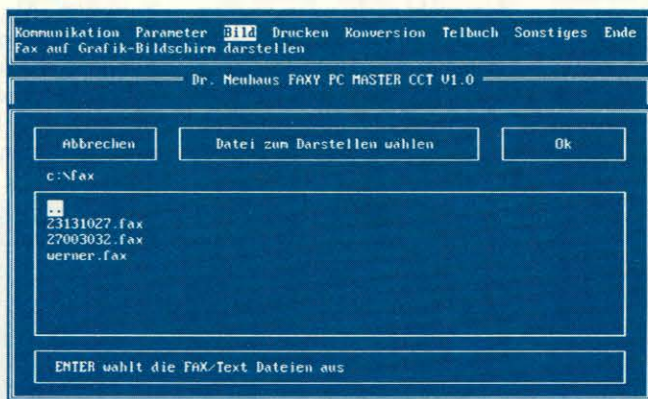 Kommunikation Parameter Bild Drucken Konversion Telbuch Sonstiges Ende
Fax auf Grafik-Bildschirm darstellen
Dr. Neuhaus FAXY PC MASTER CCT V1.0
Abbrechen
Datei zum Darstellen wählen
Ok
c:\fax
..
23131027.fax
27003032.fax
werner.fax
ENTER wahlt die FAX/Text Dateien aus